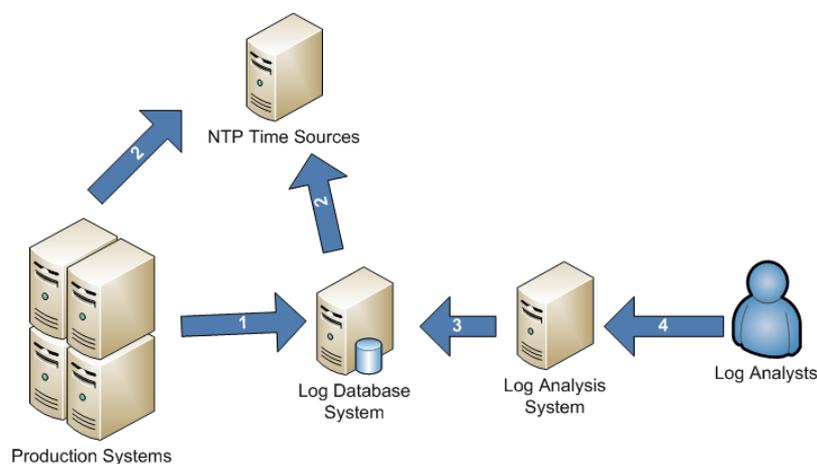 NTP Time Sources
2
2
1
3
4
Log Database
System
Log Analysis
System
Log Analysts
Production Systems